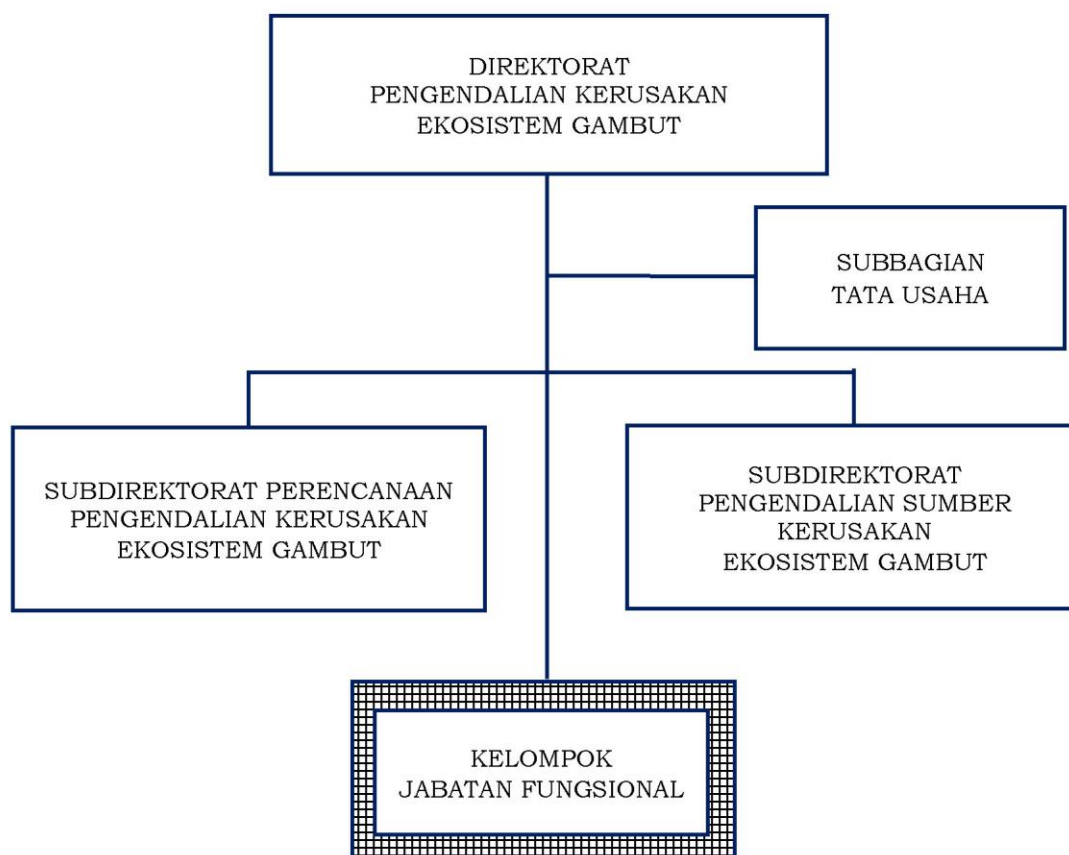 DIREKTORAT
PENGENDALIAN KERUSAKAN
EKOSISTEM GAMBUT
SUBBAGIAN
TATA USAHA
SUBDIREKTORAT PERENCANAAN
PENGENDALIAN KERUSAKAN
EKOSISTEM GAMBUT
SUBDIREKTORAT
PENGENDALIAN SUMBER
KERUSAKAN
EKOSISTEM GAMBUT
KELOMPOK
JABATAN FUNGSIONAL